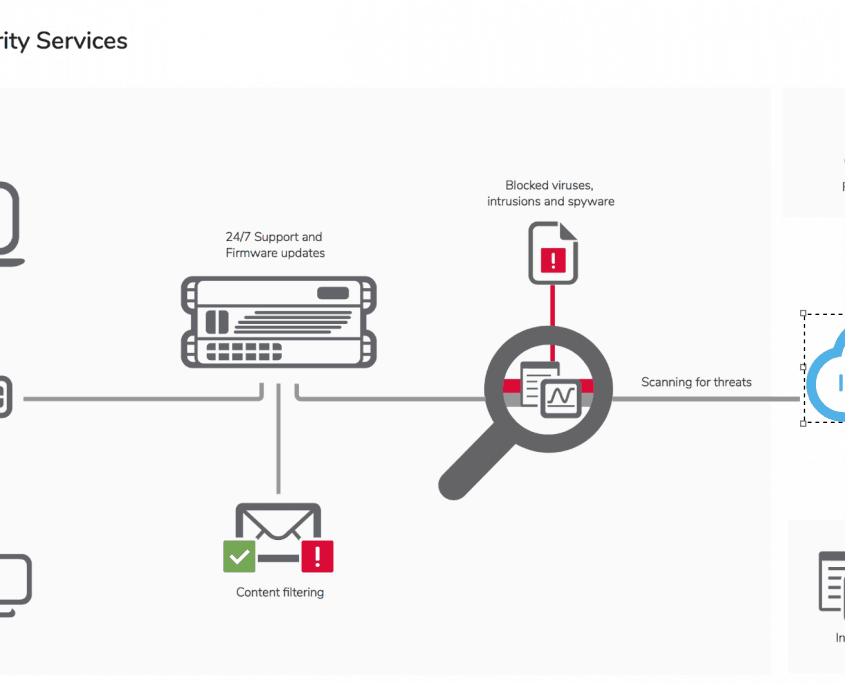 rity Services
Blocked viruses,
intrusions and spyware
24/7 Support and
Firmware updates
Scanning for threats
Content filtering
In